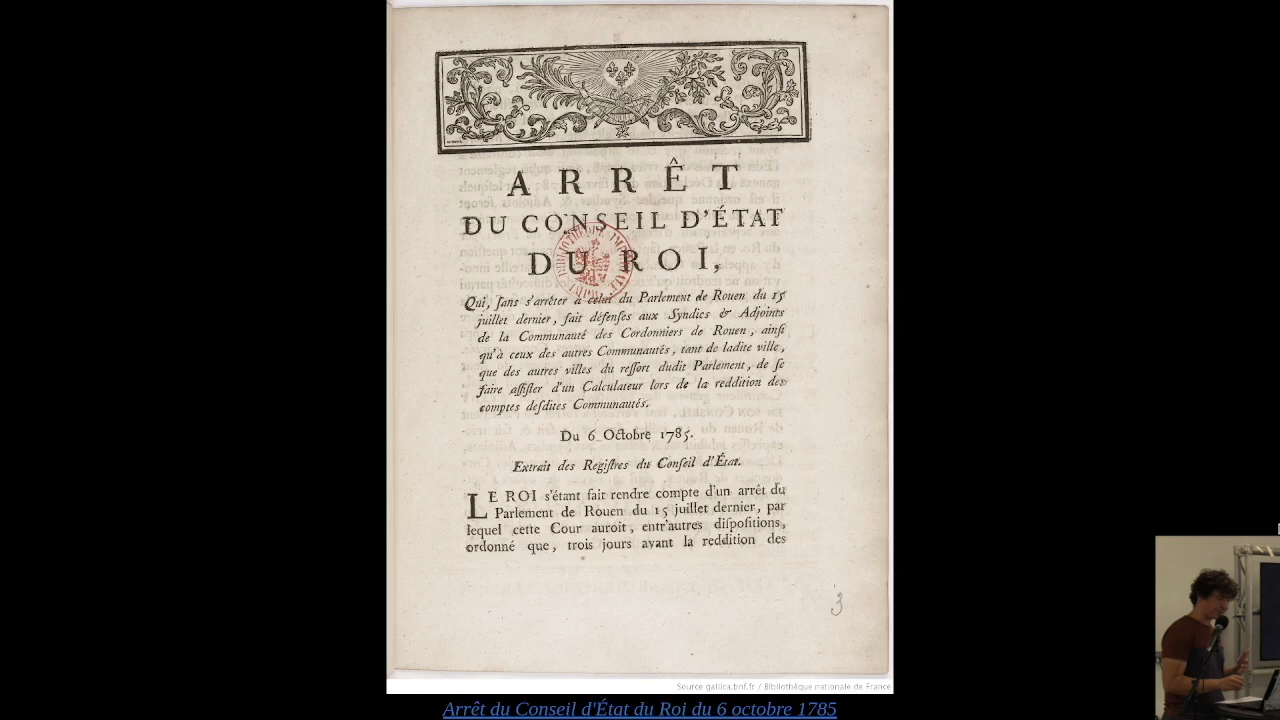 ARRÊT
DU CONSEIL D'ÉTAT
DU ROI,
Qui, ſans s'arrêter à celui du Parlement de Rouen du 15
juillet dernier, fait défenſes aux Syndics & Adjoints
de la Communauté des Cordonniers de Rouen, ainſi
qu'à ceux des autres Communautés, tant de ladite ville,
que des autres villes du reſſort dudit Parlement, de ſe
faire aſſiſter d'un Calculateur lors de la reddition des
comptes deſdites Communautés.
Du 6 Octobre 1785.
Extrait des Regiſtres du Conſeil d'État.
LE ROI s'étant fait rendre compte d'un arrêt du
Parlement de Rouen du 15 juillet dernier, par
lequel cette Cour auroit, entr'autres diſpoſitions,
ordonné que, trois jours avant la reddition des
3
Source gallica.bnf.fr / Bibliothèque nationale de France
Arrêt du Conseil d'État du Roi du 6 octobre 1785